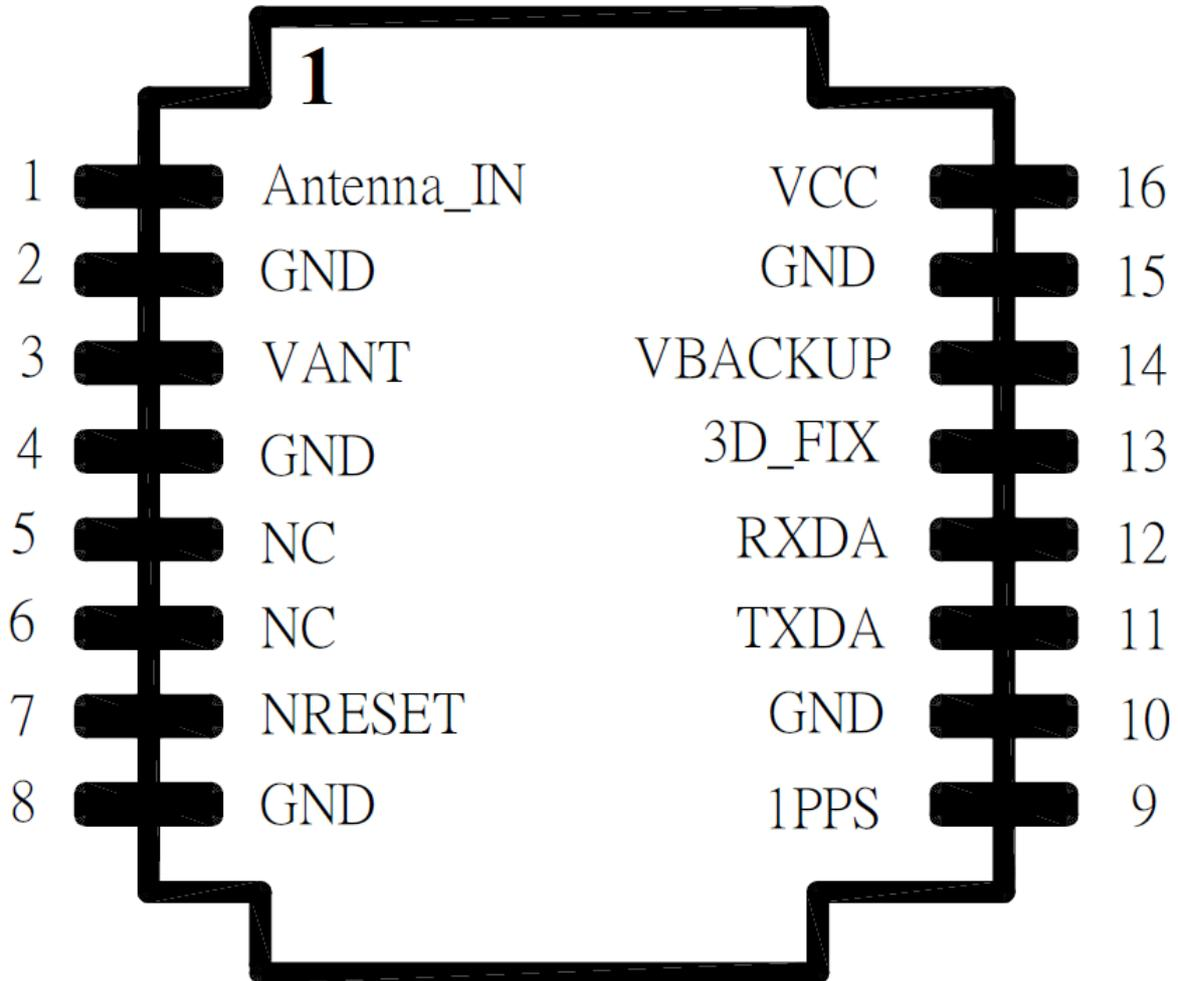 1
1 Antenna_IN VCC 16
2 GND GND 15
3 VANT VBACKUP 14
4 GND 3D_FIX 13
5 NC RXDA 12
6 NC TXDA 11
7 NRESET GND 10
8 GND 1PPS 9